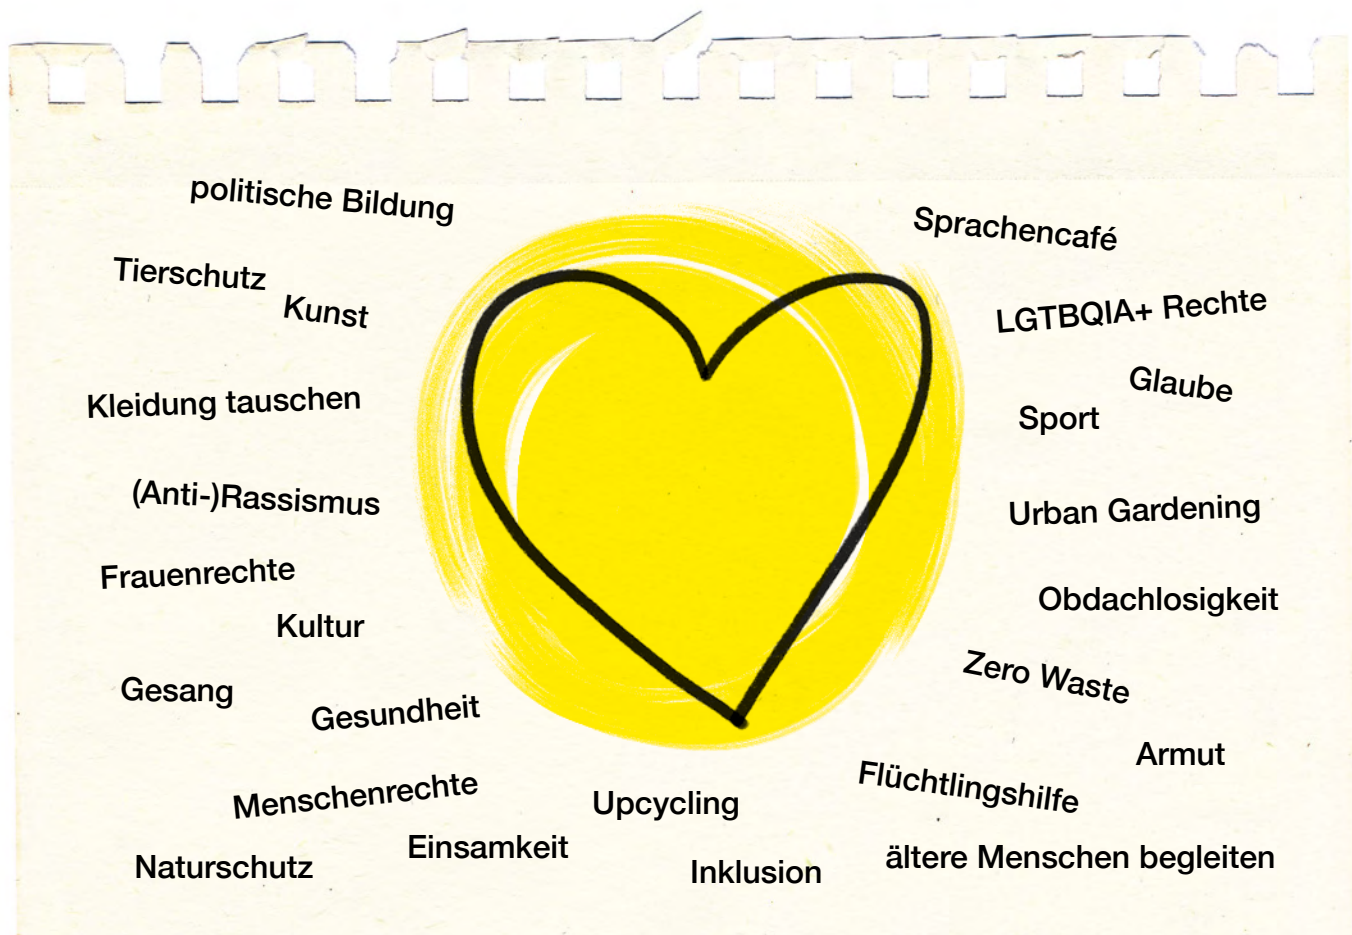 politische Bildung
Sprachencafé
Tierschutz
Kunst
LGTBQIA+ Rechte
Glaube
Kleidung tauschen
Sport
(Anti-)Rassismus
Urban Gardening
Frauenrechte
Obdachlosigkeit
Kultur
Zero Waste
Gesang
Gesundheit
Armut
Menschenrechte
Upcycling
Flüchtlingshilfe
Naturschutz
Einsamkeit
Inklusion
ältere Menschen begleiten